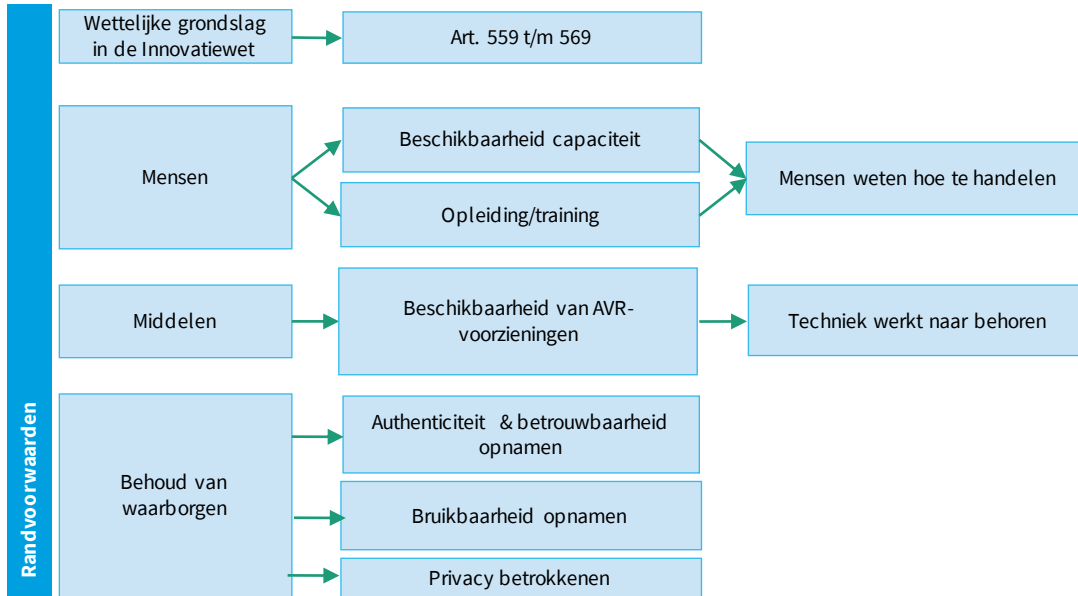 Randvoorwaarden
Wettelijke grondslag
in de Innovatiewet
Art. 559 t/m 569
Mensen
Beschikbaarheid capaciteit
Opleiding/training
Mensen weten hoe te handelen
Middelen
Beschikbaarheid van AVR-
voorzieningen
Techniek werkt naar behoren
Behoud van
waarborgen
Authenticiteit & betrouwbaarheid
opnamen
Bruikbaarheid opnamen
Privacy betrokkenen